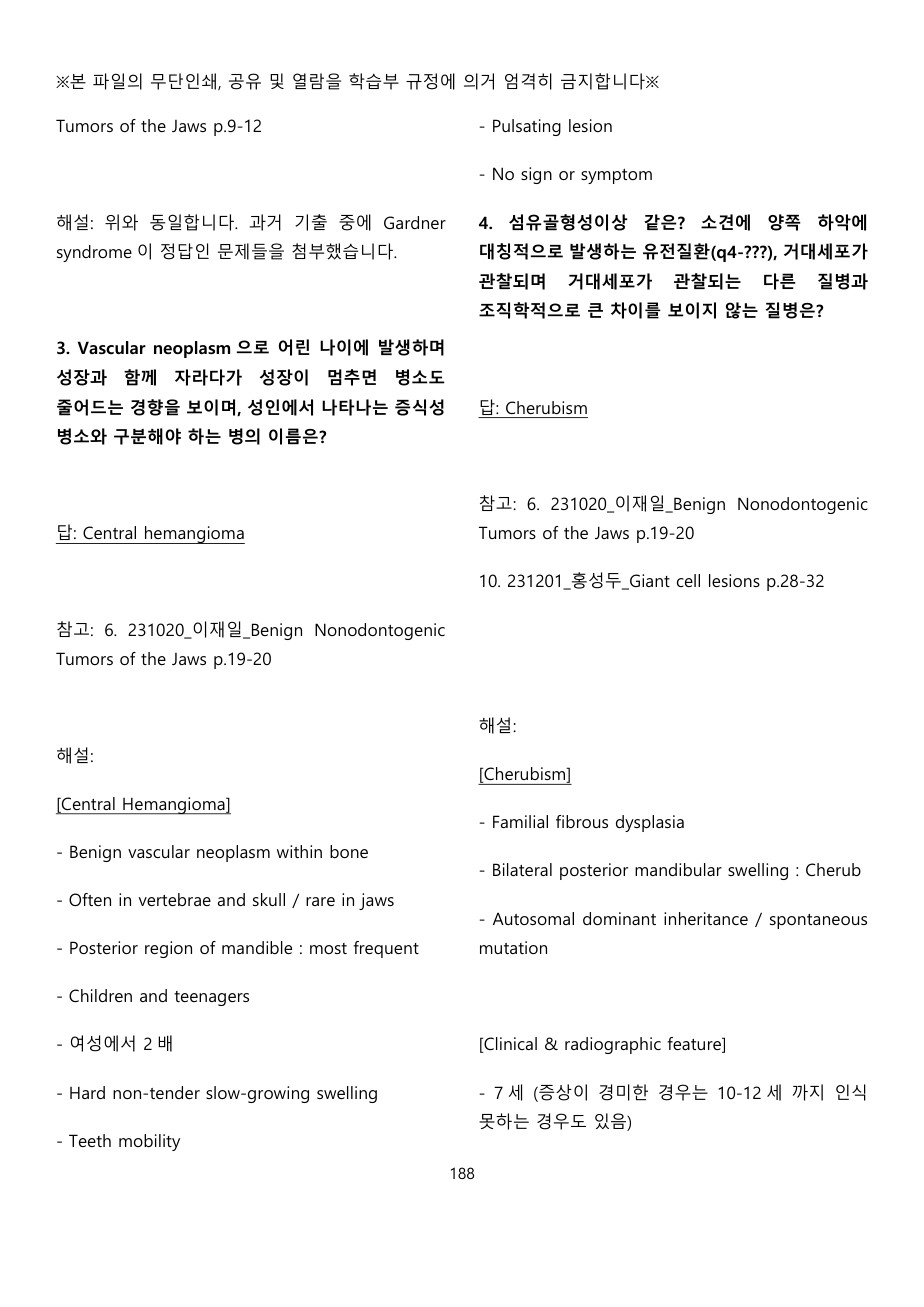 ※본 파일의 무단인쇄, 공유 및 열람을 학습부 규정에 의거 엄격히 금지합니다※
Tumors of the Jaws p.9-12
해설: 위와 동일합니다. 과거 기출 중에 Gardner
syndrome 이 정답인 문제들을 첨부했습니다.
3. Vascular neoplasm 으로 어린 나이에 발생하며
성장과 함께 자라다가 성장이 멈추면 병소도
줄어드는 경향을 보이며, 성인에서 나타나는 증식성
병소와 구분해야 하는 병의 이름은?
답: Central hemangioma
참고: 6. 231020_이재일_Benign Nonodontogenic
Tumors of the Jaws p.19-20
해설:
[Central Hemangioma]
- Benign vascular neoplasm within bone
- Often in vertebrae and skull / rare in jaws
- Posterior region of mandible : most frequent
- Children and teenagers
- 여성에서 2 배
- Hard non-tender slow-growing swelling
- Teeth mobility
- Pulsating lesion
- No sign or symptom
4. 섬유골형성이상 같은? 소견에 양쪽 하악에
대칭적으로 발생하는 유전질환(q4-???), 거대세포가
관찰되며 거대세포가 관찰되는 다른 질병과
조직학적으로 큰 차이를 보이지 않는 질병은?
답: Cherubism
참고: 6. 231020_이재일_Benign Nonodontogenic
Tumors of the Jaws p.19-20
10. 231201_홍성두_Giant cell lesions p.28-32
해설:
[Cherubism]
- Familial fibrous dysplasia
- Bilateral posterior mandibular swelling : Cherub
- Autosomal dominant inheritance / spontaneous
mutation
[Clinical & radiographic feature]
- 7 세 (증상이 경미한 경우는 10-12 세 까지 인식
못하는 경우도 있음)
188